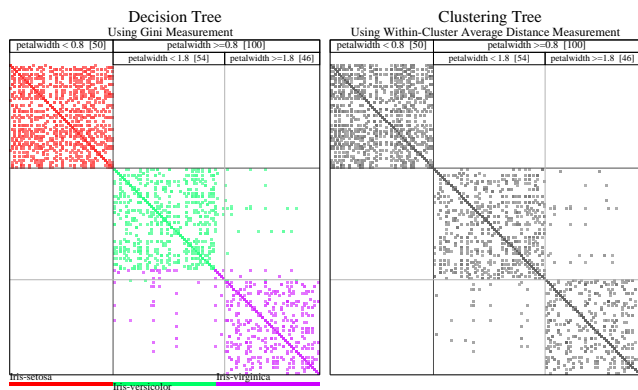 Decision Tree
Using Gini Measurement
petalwidth < 0.8 [50]
petalwidth >=0.8 [100]
petalwidth < 1.8 [54]
petalwidth >=1.8 [46]
Iris-setosa
Iris-versicolor
Iris-virginica
Clustering Tree
Using Within-Cluster Average Distance Measurement
petalwidth < 0.8 [50]
petalwidth >=0.8 [100]
petalwidth < 1.8 [54]
petalwidth >=1.8 [46]